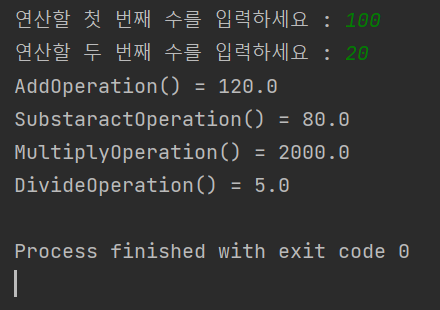 연산할 첫 번째 수를 입력하세요 : 100
연산할 두 번째 수를 입력하세요 : 20
AddOperation() = 120.0
SubstaractOperation() = 80.0
MultiplyOperation() = 2000.0
DivideOperation() = 5.0
Process finished with exit code 0